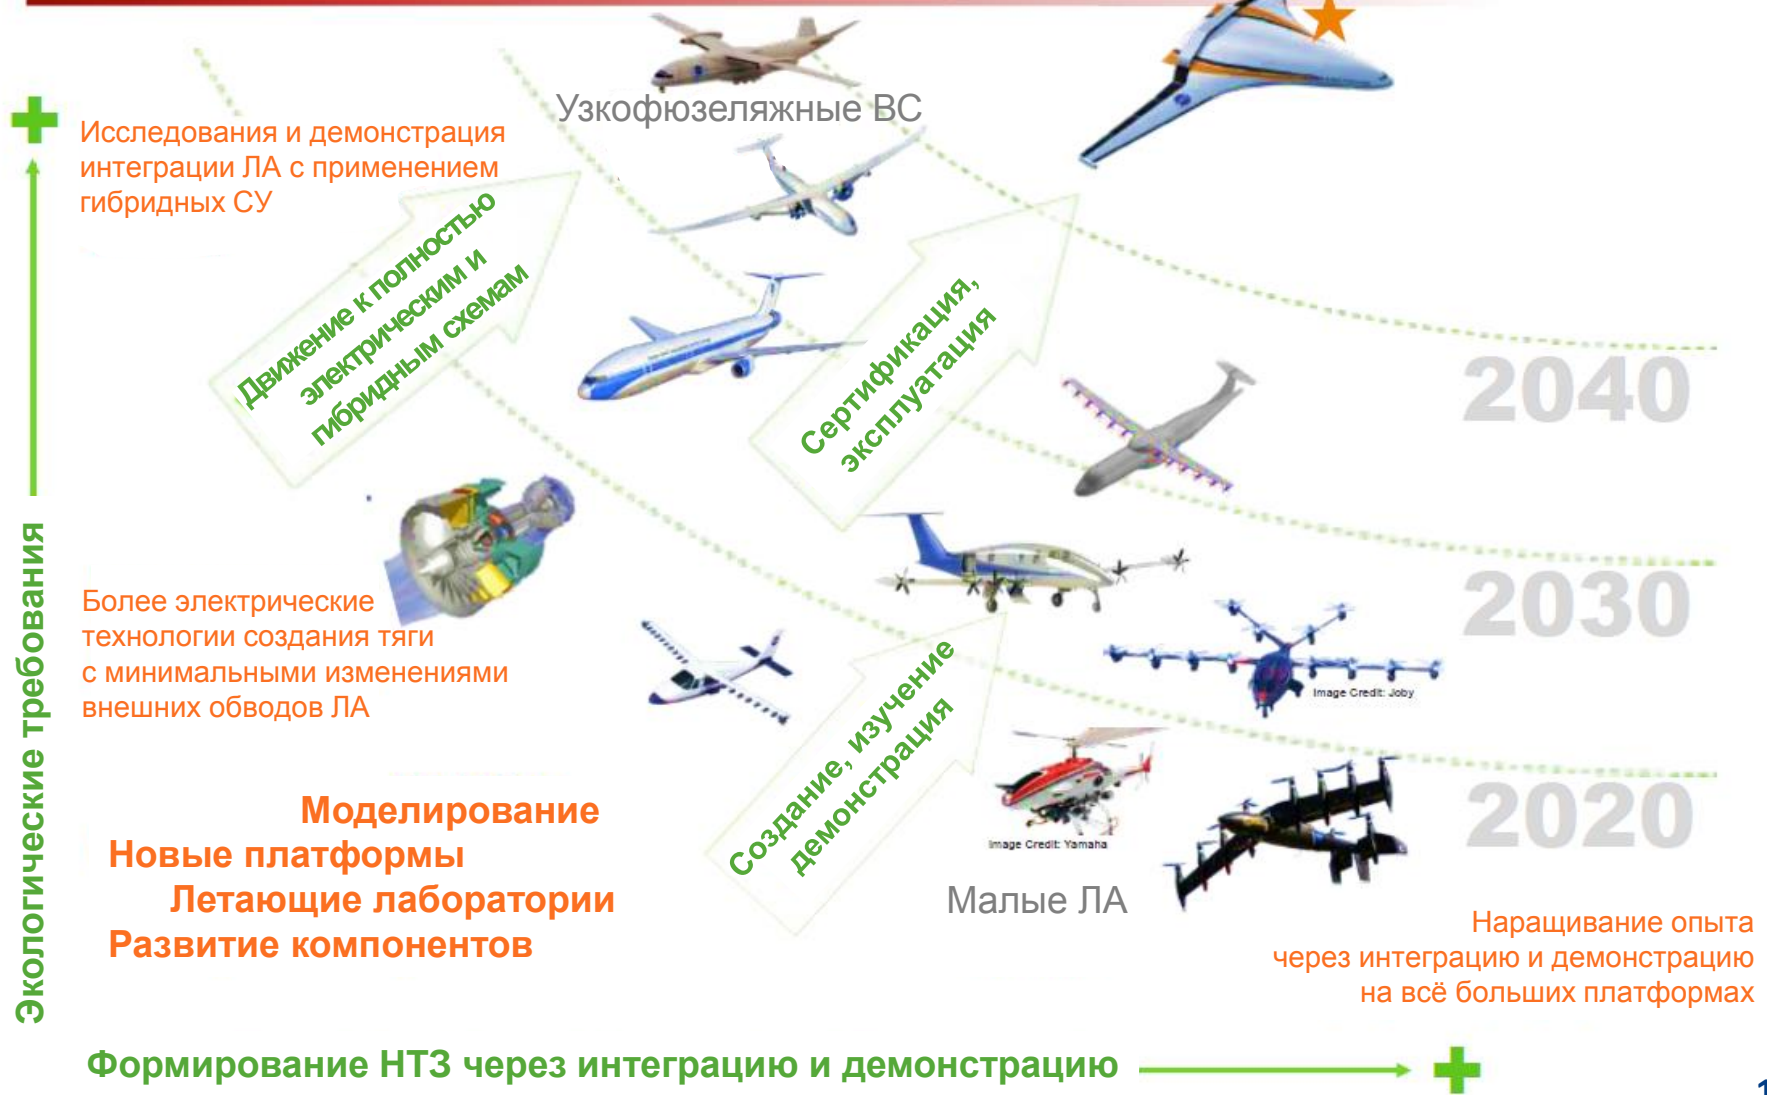 Узкофюзеляжные ВС
Исследования и демонстрация
интеграции ЛА с применением
гибридных СУ
Движение к полностью
электрическим и
гибридным схемам
Сертификация,
эксплуатация
2040
2030
Экологические требования
Более электрические
технологии создания тяги
с минимальными изменениями
внешних обводов ЛА
Создание, изучение
демонстрация
Image Credit: Joby
2020
Image Credit: Yamaha
Малые ЛА
Моделирование
Новые платформы
Летающие лаборатории
Развитие компонентов
Наращивание опыта
через интеграцию и демонстрацию
на всё больших платформах
Формирование НТЗ через интеграцию и демонстрацию